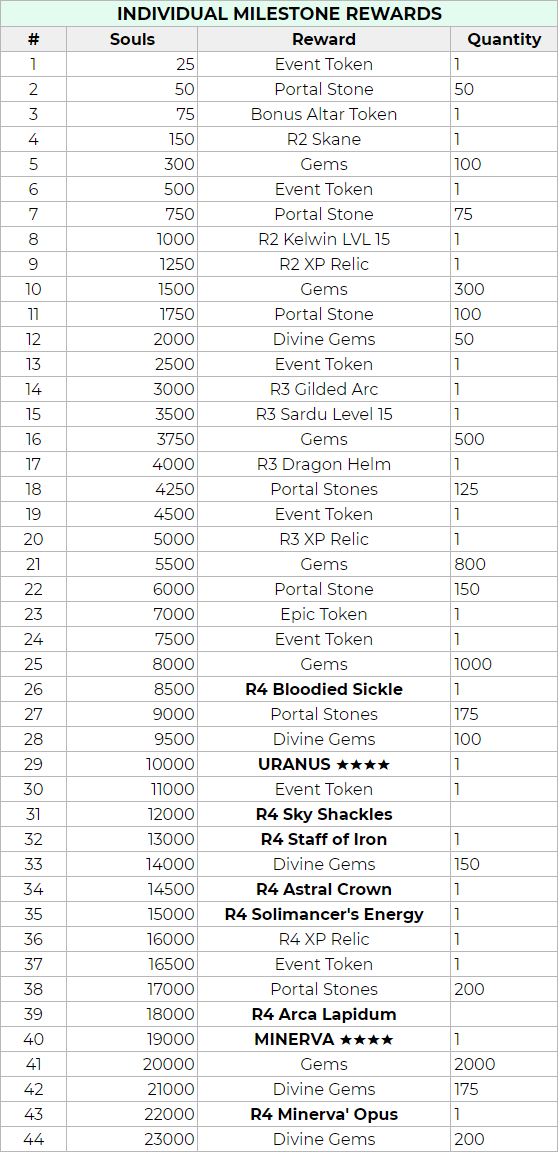 INDIVIDUAL MILESTONE REWARDS
# Souls Reward Quantity
1 25 Event Token 1
2 50 Portal Stone 50
3 75 Bonus Altar Token 1
4 150 R2 Skane 1
5 300 Gems 100
6 500 Event Token 1
7 750 Portal Stone 75
8 1000 R2 Kelwin LVL 15 1
9 1250 R2 XP Relic 1
10 1500 Gems 300
11 1750 Portal Stone 100
12 2000 Divine Gems 50
13 2500 Event Token 1
14 3000 R3 Gilded Arc 1
15 3500 R3 Sardu Level 15 1
16 3750 Gems 500
17 4000 R3 Dragon Helm 1
18 4250 Portal Stones 125
19 4500 Event Token 1
20 5000 R3 XP Relic 1
21 5500 Gems 800
22 6000 Portal Stone 150
23 7000 Epic Token 1
24 7500 Event Token 1
25 8000 Gems 1000
26 8500 R4 Bloodied Sickle 1
27 9000 Portal Stones 175
28 9500 Divine Gems 100
29 10000 URANUS ★★★★ 1
30 11000 Event Token 1
31 12000 R4 Sky Shackles
32 13000 R4 Staff of Iron 1
33 14000 Divine Gems 150
34 14500 R4 Astral Crown 1
35 15000 R4 Solimancer's Energy 1
36 16000 R4 XP Relic 1
37 16500 Event Token 1
38 17000 Portal Stones 200
39 18000 R4 Arca Lapidum
40 19000 MINERVA ★★★★ 1
41 20000 Gems 2000
42 21000 Divine Gems 175
43 22000 R4 Minerva' Opus 1
44 23000 Divine Gems 200